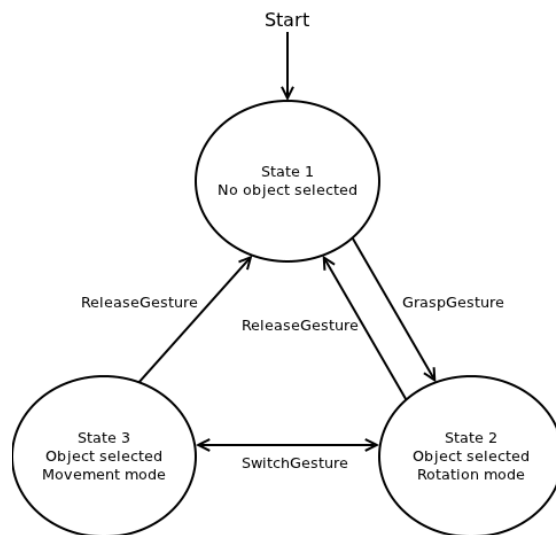 Start
State 1
No object selected
ReleaseGesture
ReleaseGesture
GraspGesture
State 3
Object selected
Movement mode
SwitchGesture
State 2
Object selected
Rotation mode